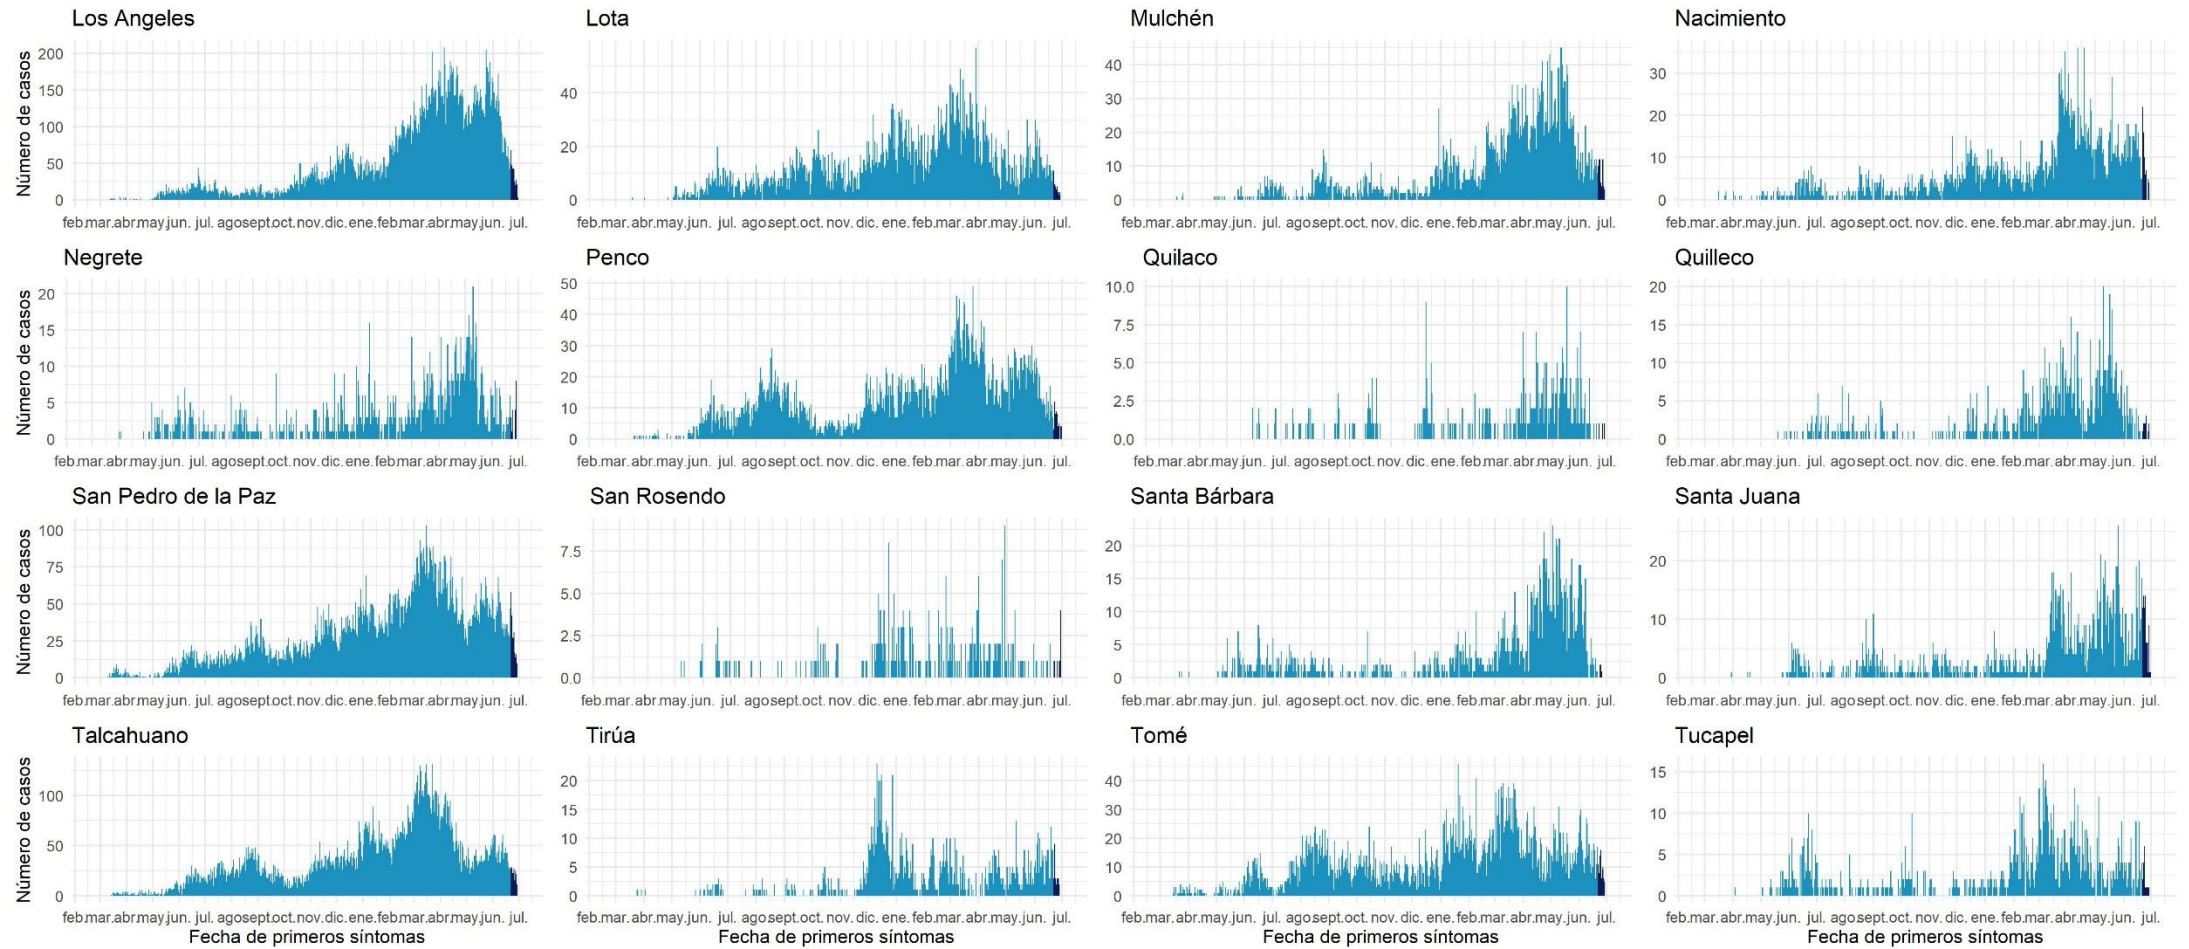 Los Angeles
Lota
Mulchén
Nacimiento
Número de casos
200
150
100
50
0
40
20
0
40
30
20
10
0
30
20
10
0
feb.mar.abr.may.jun. jul. agosept.oct. nov. dic. ene. feb.mar.abr.may.jun. jul.
feb.mar.abr.may.jun. jul. agosept.oct. nov. dic. ene. feb.mar.abr.may.jun. jul.
feb.mar.abr.may.jun. jul. agosept.oct. nov. dic. ene. feb.mar.abr.may.jun. jul.
feb.mar.abr.may.jun. jul. agosept.oct. nov. dic. ene. feb.mar.abr.may.jun. jul.
Negrete
Penco
Quilaco
Quilleco
Número de casos
20
15
10
5
0
50
40
30
20
10
0
10.0
7.5
5.0
2.5
0.0
20
15
10
5
0
feb.mar.abr.may.jun. jul. agosept.oct. nov. dic. ene. feb.mar.abr.may.jun. jul.
feb.mar.abr.may.jun. jul. agosept.oct. nov. dic. ene. feb.mar.abr.may.jun. jul.
feb.mar.abr.may.jun. jul. agosept.oct. nov. dic. ene. feb.mar.abr.may.jun. jul.
feb.mar.abr.may.jun. jul. agosept.oct. nov. dic. ene. feb.mar.abr.may.jun. jul.
San Pedro de la Paz
San Rosendo
Santa Bárbara
Santa Juana
Número de casos
100
75
50
25
0
7.5
5.0
2.5
0.0
20
15
10
5
0
20
10
0
feb.mar.abr.may.jun. jul. agosept.oct. nov. dic. ene. feb.mar.abr.may.jun. jul.
feb.mar.abr.may.jun. jul. agosept.oct. nov. dic. ene. feb.mar.abr.may.jun. jul.
feb.mar.abr.may.jun. jul. agosept.oct. nov. dic. ene. feb.mar.abr.may.jun. jul.
feb.mar.abr.may.jun. jul. agosept.oct. nov. dic. ene. feb.mar.abr.may.jun. jul.
Talcahuano
Tirúa
Tomé
Tucapel
Número de casos
100
50
0
20
15
10
5
0
40
30
20
10
0
15
10
5
0
feb.mar.abr.may.jun. jul. agosept.oct. nov. dic. ene. feb.mar.abr.may.jun. jul.
feb.mar.abr.may.jun. jul. agosept.oct. nov. dic. ene. feb.mar.abr.may.jun. jul.
feb.mar.abr.may.jun. jul. agosept.oct. nov. dic. ene. feb.mar.abr.may.jun. jul.
feb.mar.abr.may.jun. jul. agosept.oct. nov. dic. ene. feb.mar.abr.may.jun. jul.
Fecha de primeros síntomas
Fecha de primeros síntomas
Fecha de primeros síntomas
Fecha de primeros síntomas